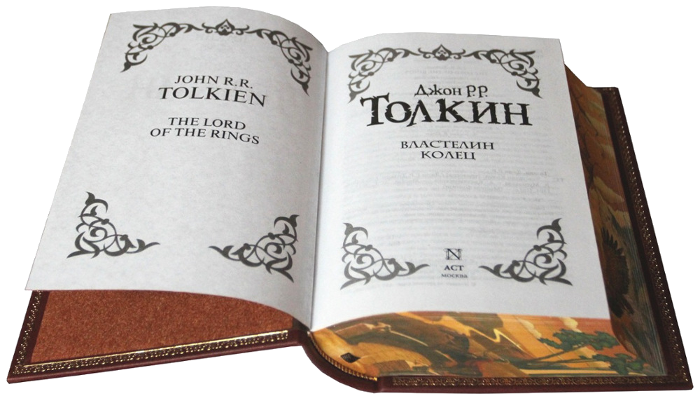 JOHN R.R.
TOLKIEN
THE LORD
OF THE RINGS
Джон Р.Р.
Толкин
ВЛАСТЕЛИН
КОЛЕЦ
АСТ
МОСКВА